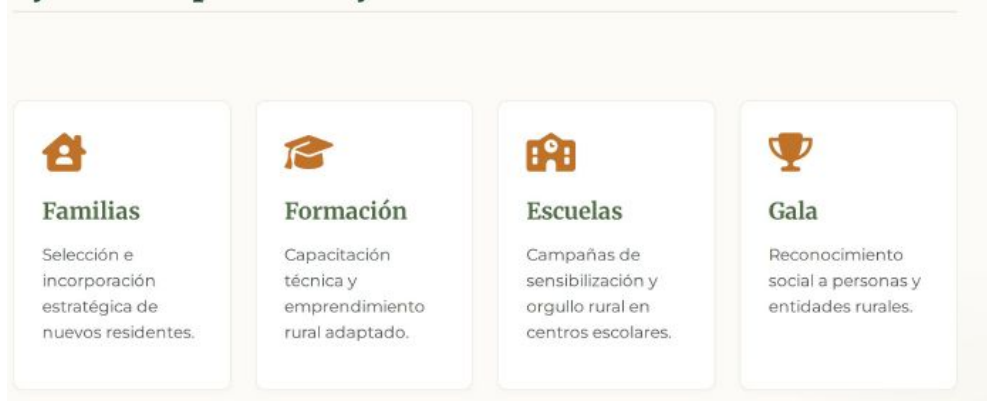 Familias
Selección e
incorporación
estratégica de
nuevos residentes.
Formación
Capacitación
técnica y
emprendimiento
rural adaptado.
Escuelas
Campañas de
sensibilización y
orgullo rural en
centros escolares.
Gala
Reconocimiento
social a personas y
entidades rurales.